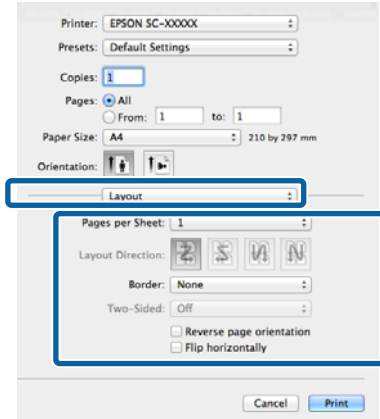 Printer: EPSON SC-XXXXX
Presets: Default Settings
Copies: 1
Pages: All
From: 1 to: 1
Paper Size: A4 210 by 297 mm
Orientation:
Layout
Pages per Sheet: 1
Layout Direction:
Border: None
Two-Sided: Off
Reverse page orientation
Flip horizontally
Cancel Print